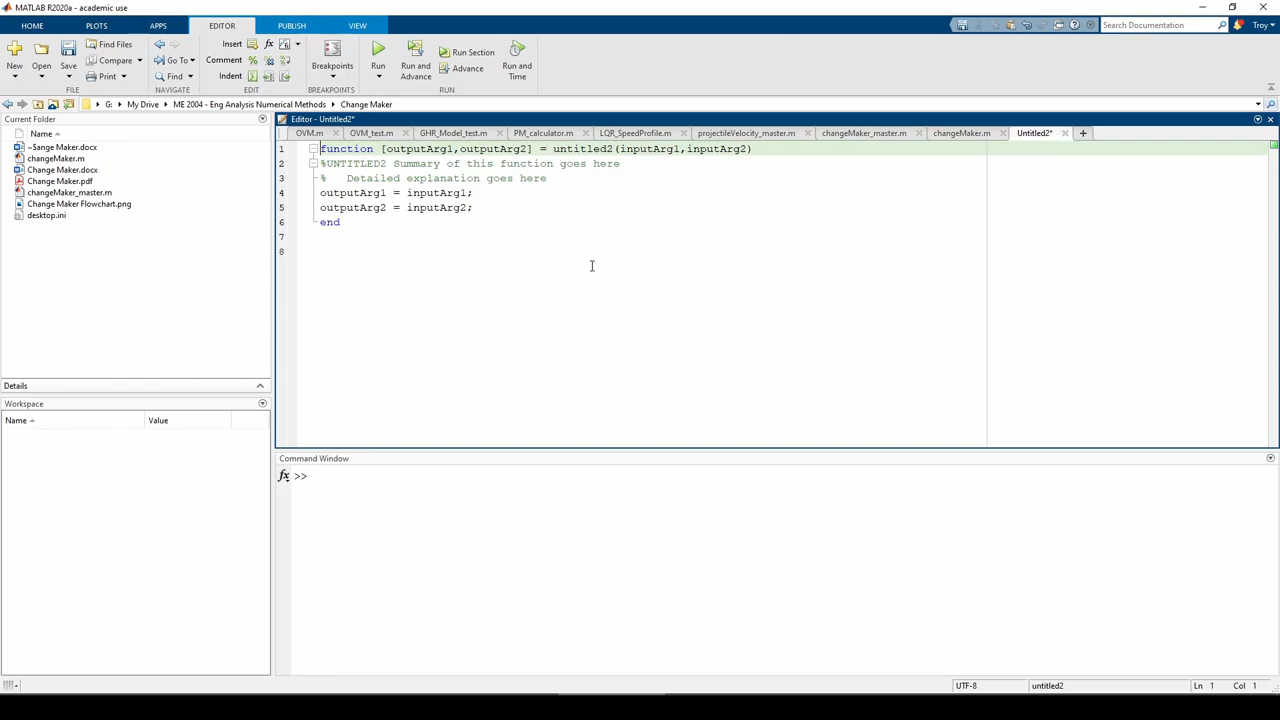 MATLAB R2020a - academic use
HOME PLOTS APPS EDITOR PUBLISH VIEW
Search Documentation Troy
New Open Save
Find Files
Compare
Print
FILE
Go To
Find
NAVIGATE
Insert
Comment
Indent
EDIT
Breakpoints
BREAKPOINTS
Run
Run and Advance
Run Section
Advance
Run and Time
RUN
G: My Drive ME 2004 - Eng Analysis Numerical Methods Change Maker
Current Folder
Name
~$ange Maker.docx
changeMaker.m
Change Maker.docx
Change Maker.pdf
changeMaker_master.m
Change Maker Flowchart.png
desktop.ini
Details
Workspace
Name Value
Editor - Untitled2*
OVM.m OVM_test.m GHR_Model_test.m PM_calculator.m LQR_SpeedProfile.m projectileVelocity_master.m changeMaker_master.m changeMaker.m Untitled2*
1 function [outputArg1,outputArg2] = untitled2(inputArg1,inputArg2)
2 %UNTITLED2 Summary of this function goes here
3 % Detailed explanation goes here
4 outputArg1 = inputArg1;
5 outputArg2 = inputArg2;
6 end
7
8
Command Window
fx >>
UTF-8 untitled2 Ln 1 Col 1